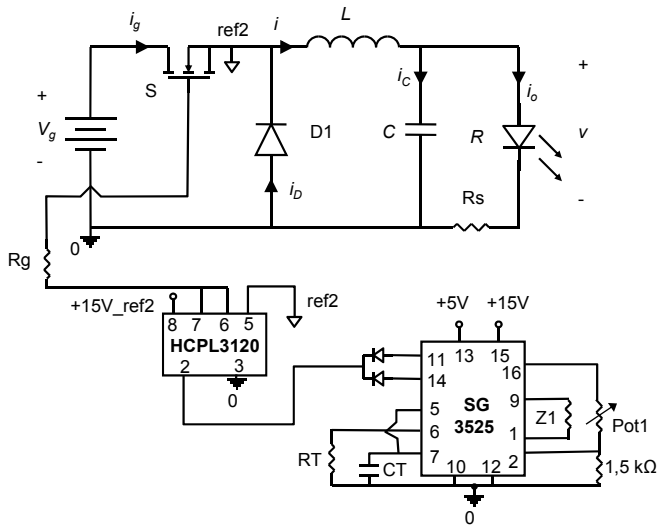 i_g
ref2
i
L
S
+
V_g
-
D1
i_D
i_C
C
i_o
R
+
v
-
Rs
0
Rg
+15V_ref2
ref2
8 7 6 5
HCPL3120
2 3
0
+5V +15V
13 15
11 16
14
SG
3525
5 9
6 1
7 2
10 12
Z1
Pot1
1,5 kΩ
RT
CT
0